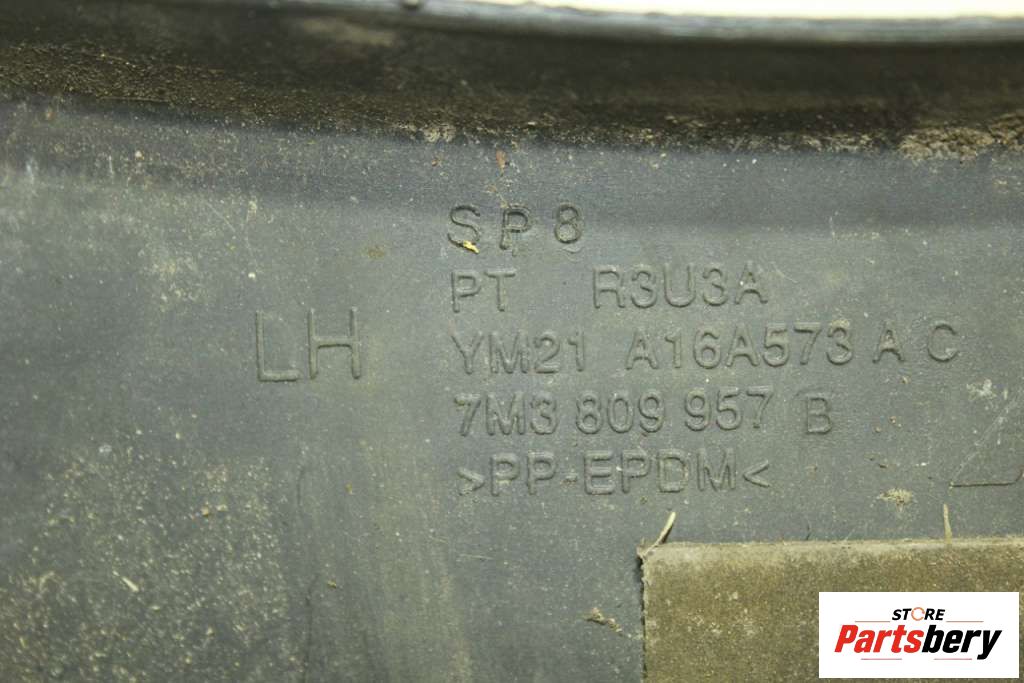 SP8
PT R3U3A
LH
YM21 A16A573 AC
7M3 809 957 B
>PP-EPDM<
STORE
Partsbery